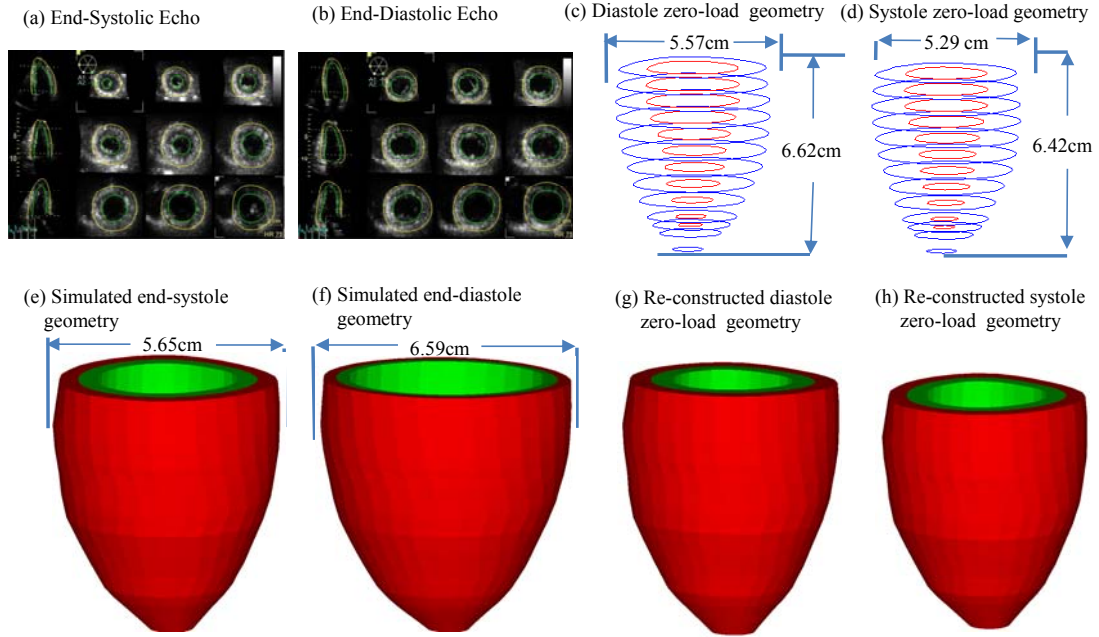 (a) End-Systolic Echo
(b) End-Diastolic Echo
(c) Diastole zero-load geometry
(d) Systole zero-load geometry
5.57cm
5.29 cm
6.62cm
6.42cm
(e) Simulated end-systole
geometry
5.65cm
(f) Simulated end-diastole
geometry
6.59cm
(g) Re-constructed diastole
zero-load geometry
(h) Re-constructed systole
zero-load geometry